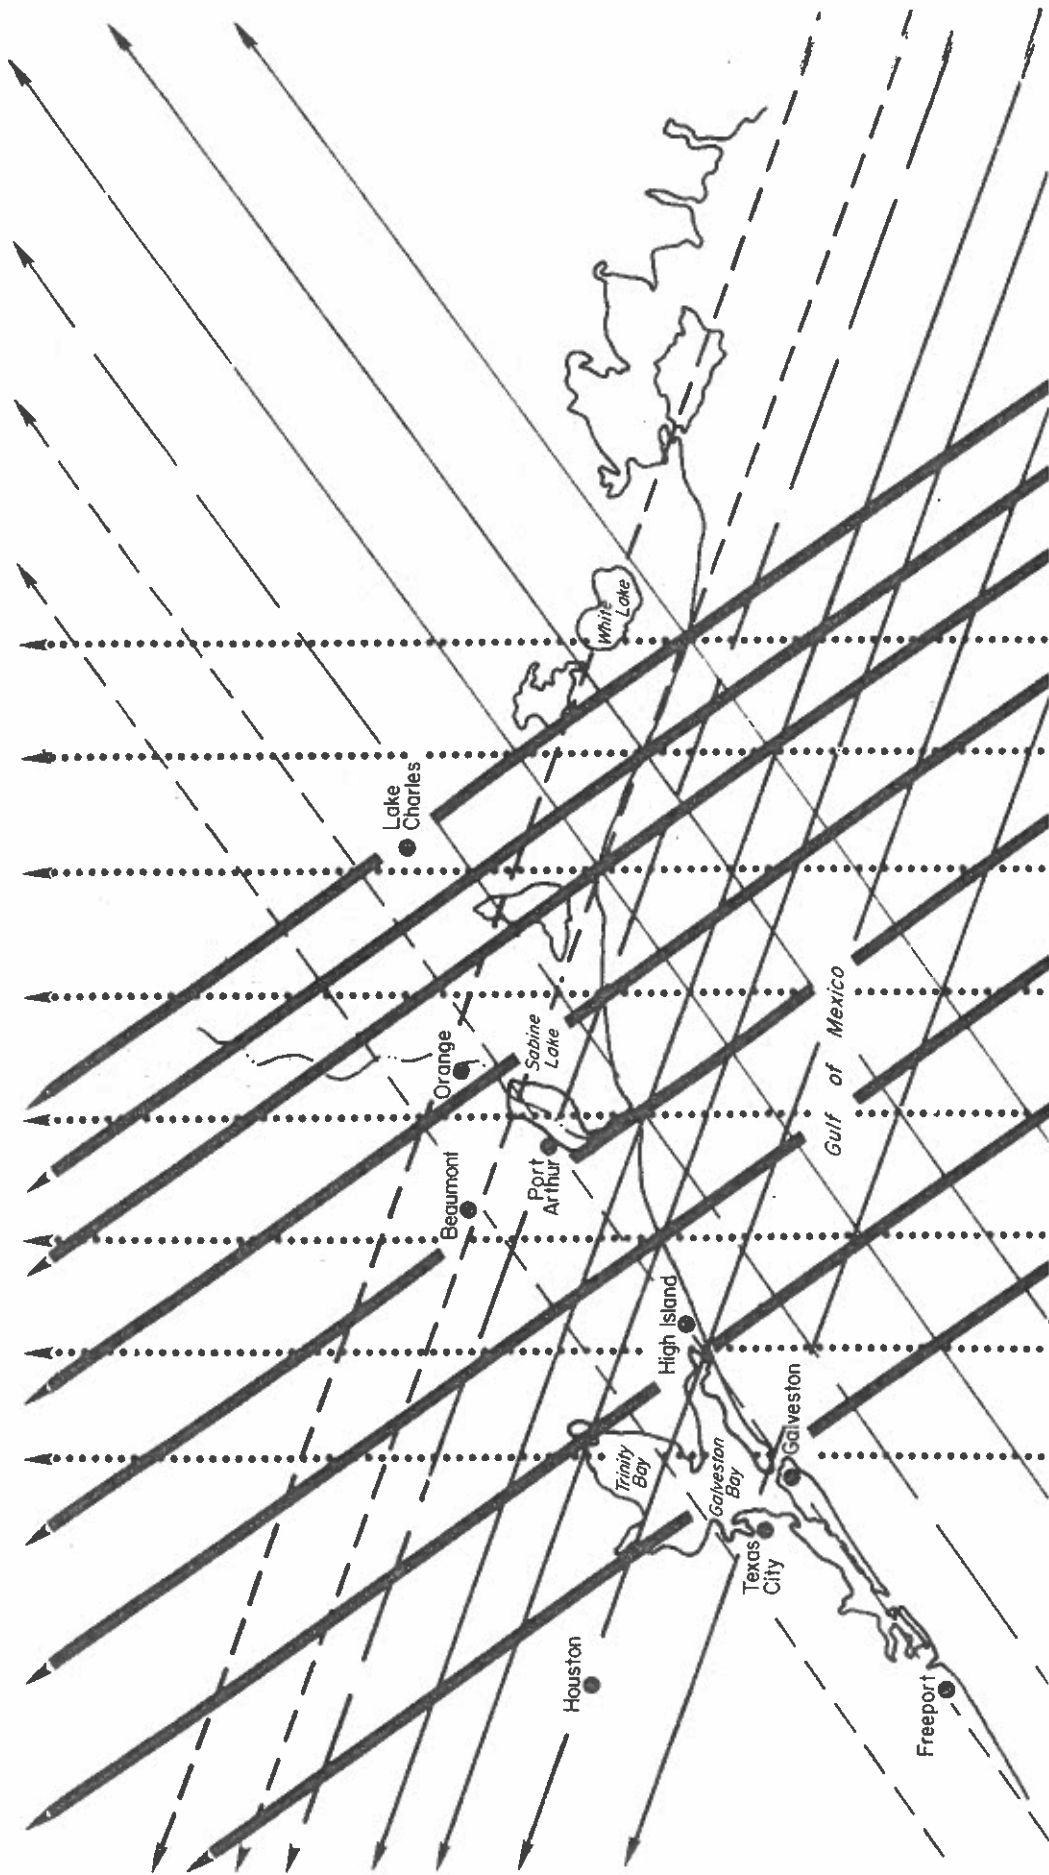 Lake
Charles
White
Lake
Orange
Sabine
Lake
Beaumont
Port
Arthur
Gulf of Mexico
High Island
Galveston
Trinity
Bay
Galveston
Bay
Texas
City
Houston
Freeport